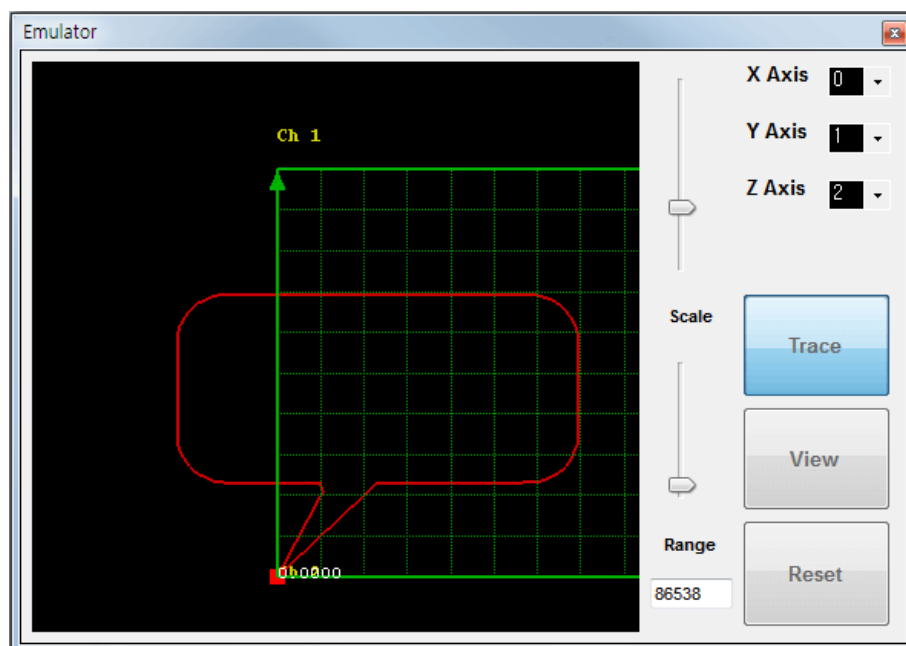 Emulator
Ch 1
X Axis 0
Y Axis 1
Z Axis 2
Scale
Trace
View
Range
86538
Reset